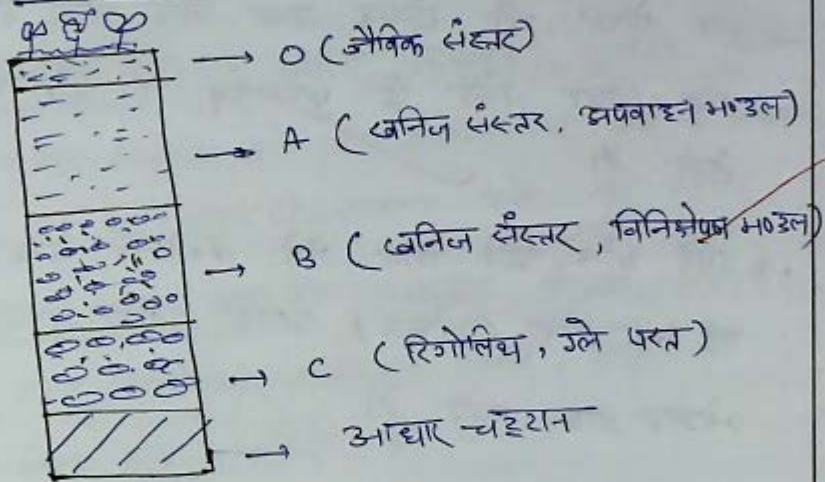 → O (जैविक संस्तर)
→ A (खनिज संस्तर, अपवाहन मण्डल)
→ B (खनिज संस्तर, विनिक्षेपण मण्डल)
→ C (रिगोलिथ, ग्ले परत)
→ आधार चट्टान